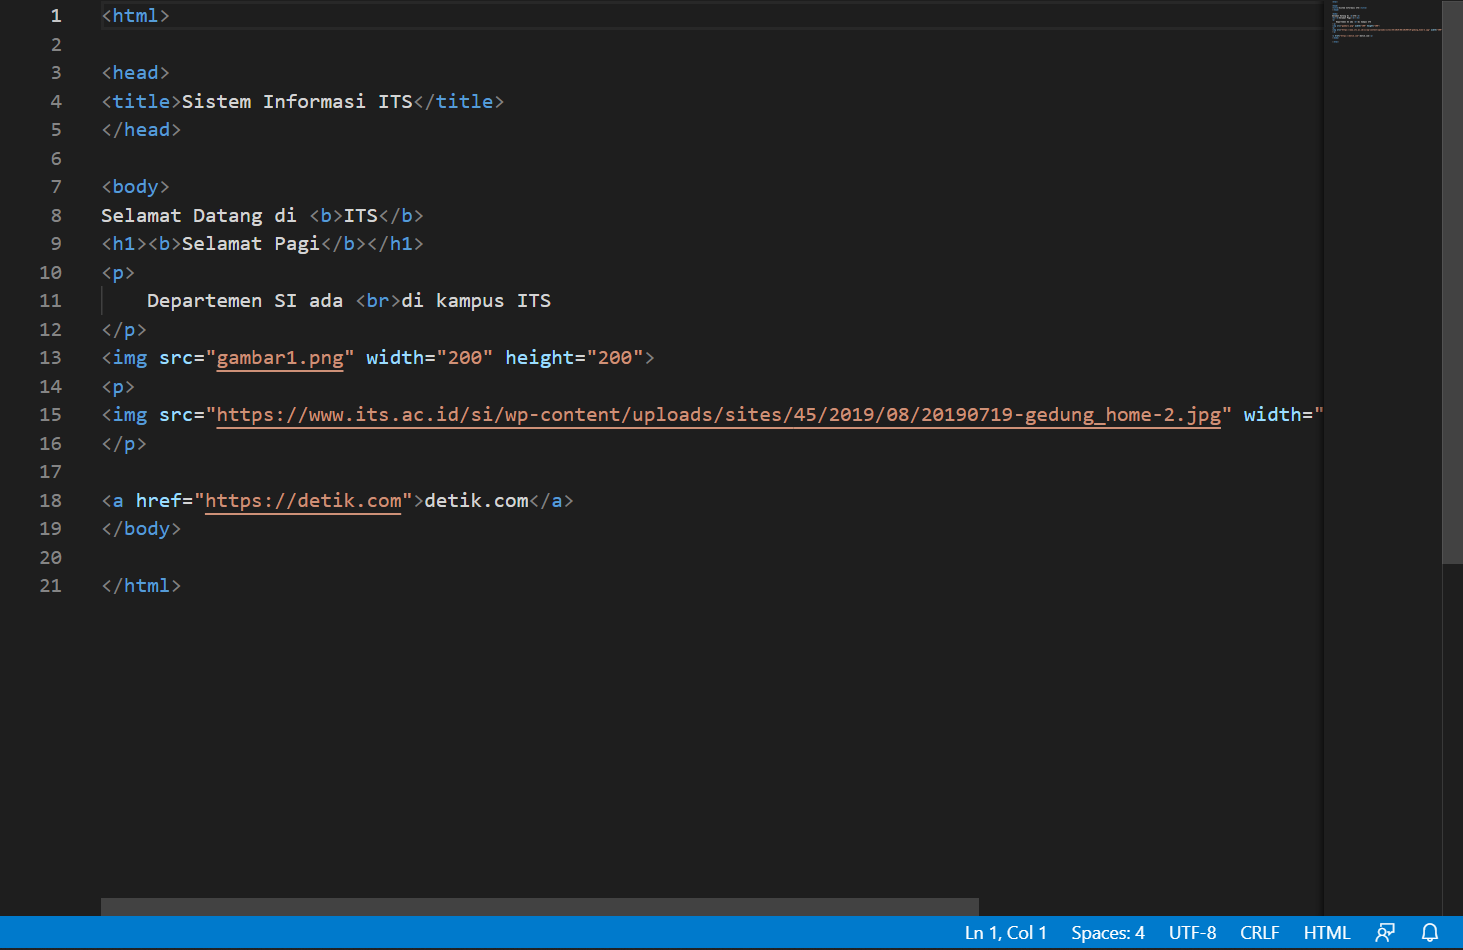 1 <html>
2
3 <head>
4 <title>Sistem Informasi ITS</title>
5 </head>
6
7 <body>
8 Selamat Datang di <b>ITS</b>
9 <h1><b>Selamat Pagi</b></h1>
10 <p>
11     Departemen SI ada <br>di kampus ITS
12 </p>
13 <img src="gambar1.png" width="200" height="200">
14 <p>
15 <img src="https://www.its.ac.id/si/wp-content/uploads/sites/45/2019/08/20190719-gedung_home-2.jpg" width="
16 </p>
17
18 <a href="https://detik.com">detik.com</a>
19 </body>
20
21 </html>
Ln 1, Col 1 Spaces: 4 UTF-8 CRLF HTML